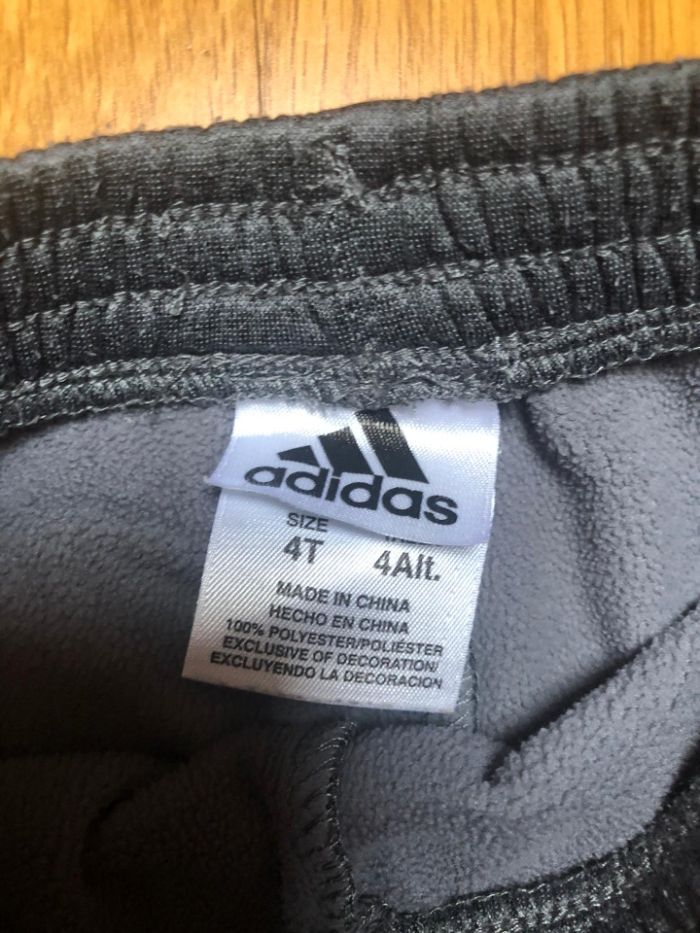 adidas
SIZE
4T 4Alt.
MADE IN CHINA
HECHO EN CHINA
100% POLYESTER/POLIÉSTER
EXCLUSIVE OF DECORATION/
EXCLUYENDO LA DECORACION